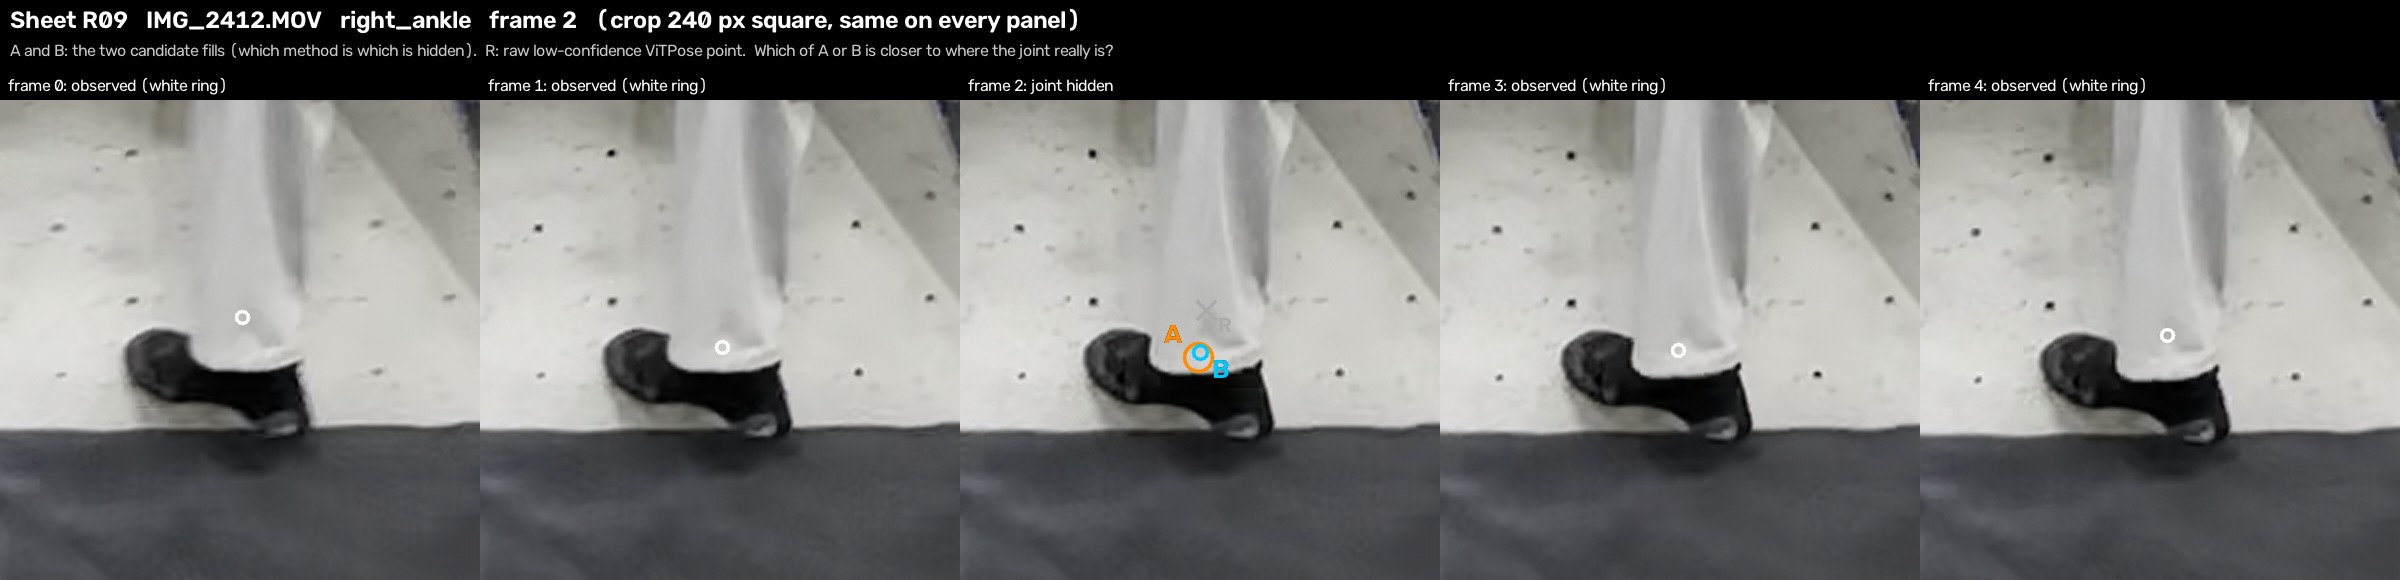 Sheet R09 IMG_2412.MOV right_ankle frame 2 (crop 240 px square, same on every panel)
A and B: the two candidate fills (which method is which is hidden). R: raw low-confidence ViTPose point. Which of A or B is closer to where the joint really is?
frame 0: observed (white ring)
frame 1: observed (white ring)
frame 2: joint hidden
frame 3: observed (white ring)
frame 4: observed (white ring)
R
A
B